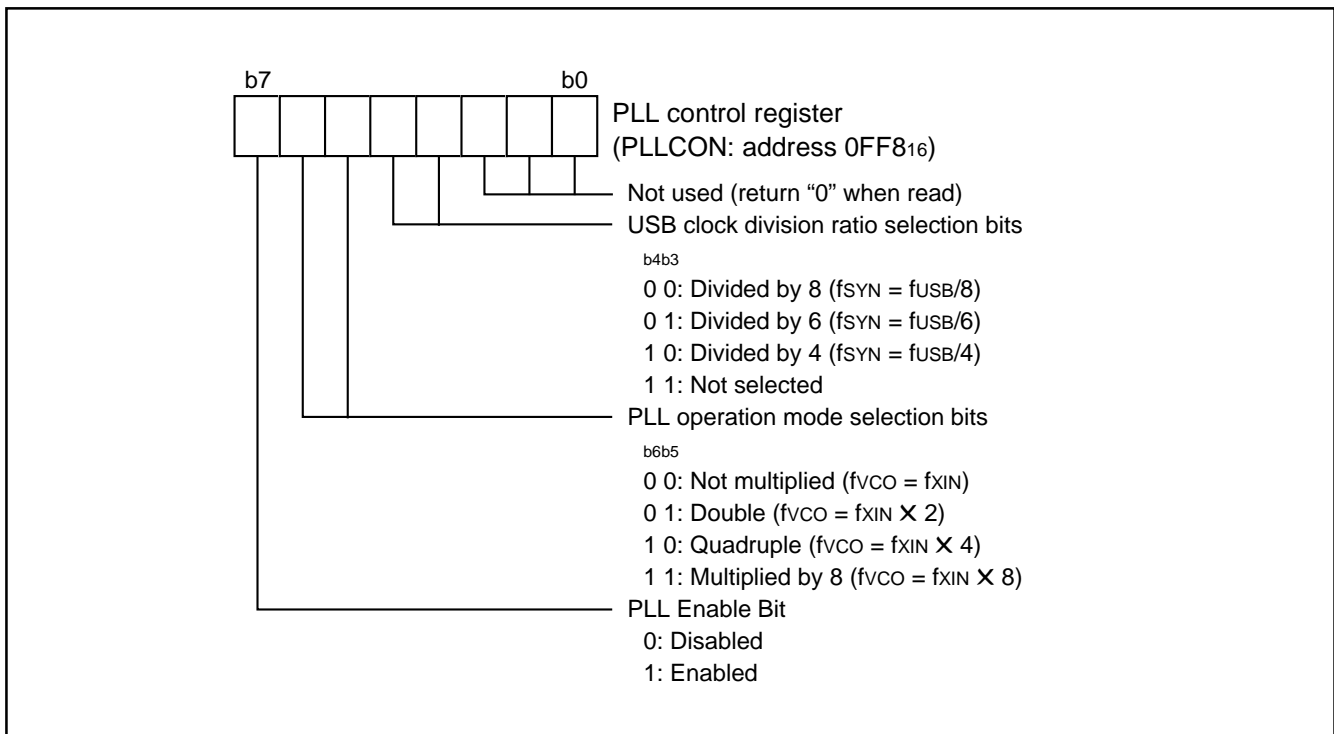 b7 b0
PLL control register
(PLLCON: address 0FF816)
Not used (return “0” when read)
USB clock division ratio selection bits
b4b3
0 0: Divided by 8 (fSYN = fUSB/8)
0 1: Divided by 6 (fSYN = fUSB/6)
1 0: Divided by 4 (fSYN = fUSB/4)
1 1: Not selected
PLL operation mode selection bits
b6b5
0 0: Not multiplied (fVCO = fXIN)
0 1: Double (fVCO = fXIN ✕ 2)
1 0: Quadruple (fVCO = fXIN ✕ 4)
1 1: Multiplied by 8 (fVCO = fXIN ✕ 8)
PLL Enable Bit
0: Disabled
1: Enabled